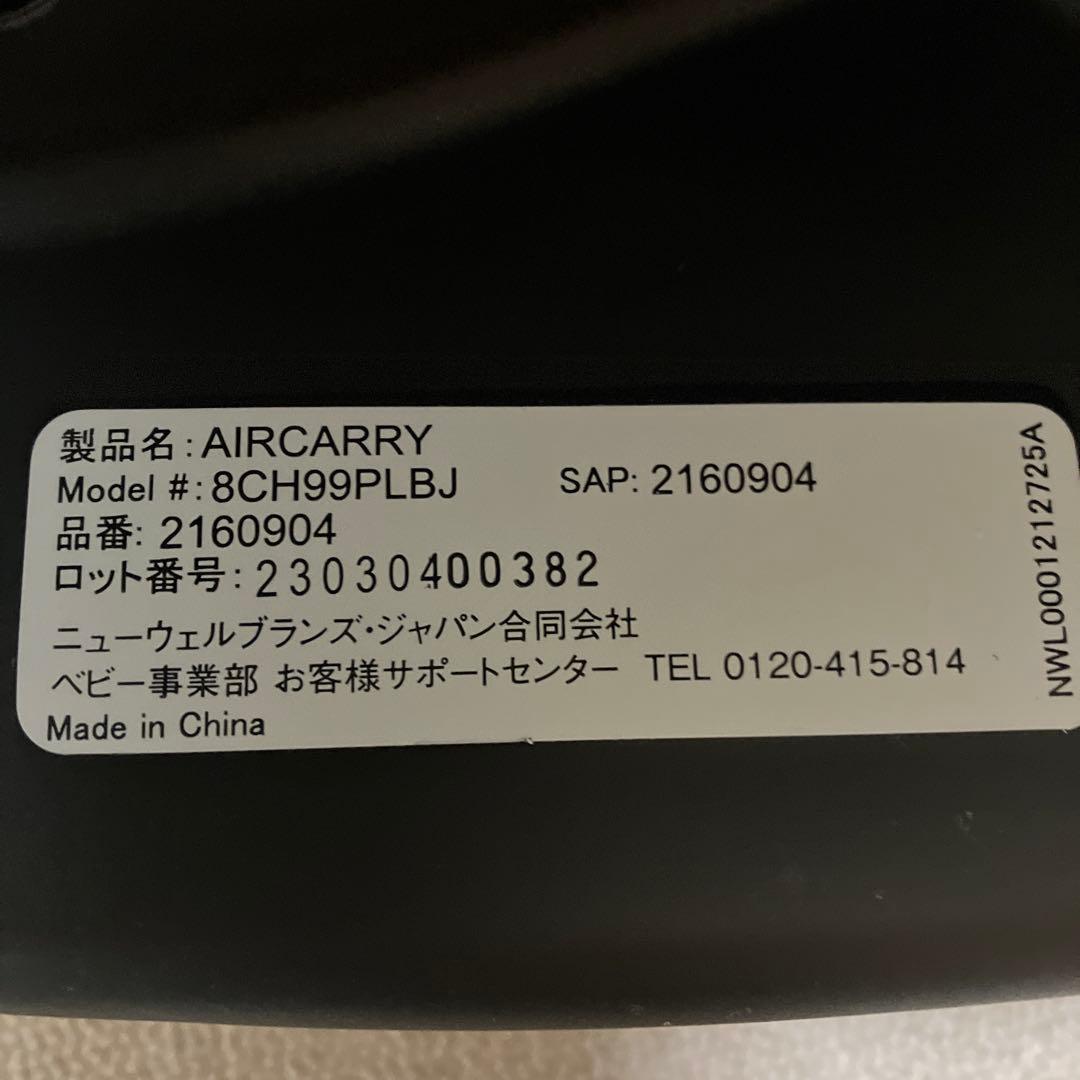 製品名:AIRCARRY
Model #:8CH99PLBJ SAP: 2160904
品番: 2160904
ロット番号:23030400382
ニューウェルブランズ・ジャパン合同会社
ベビー事業部 お客様サポートセンター TEL 0120-415-814
Made in China
NWL0001212725A